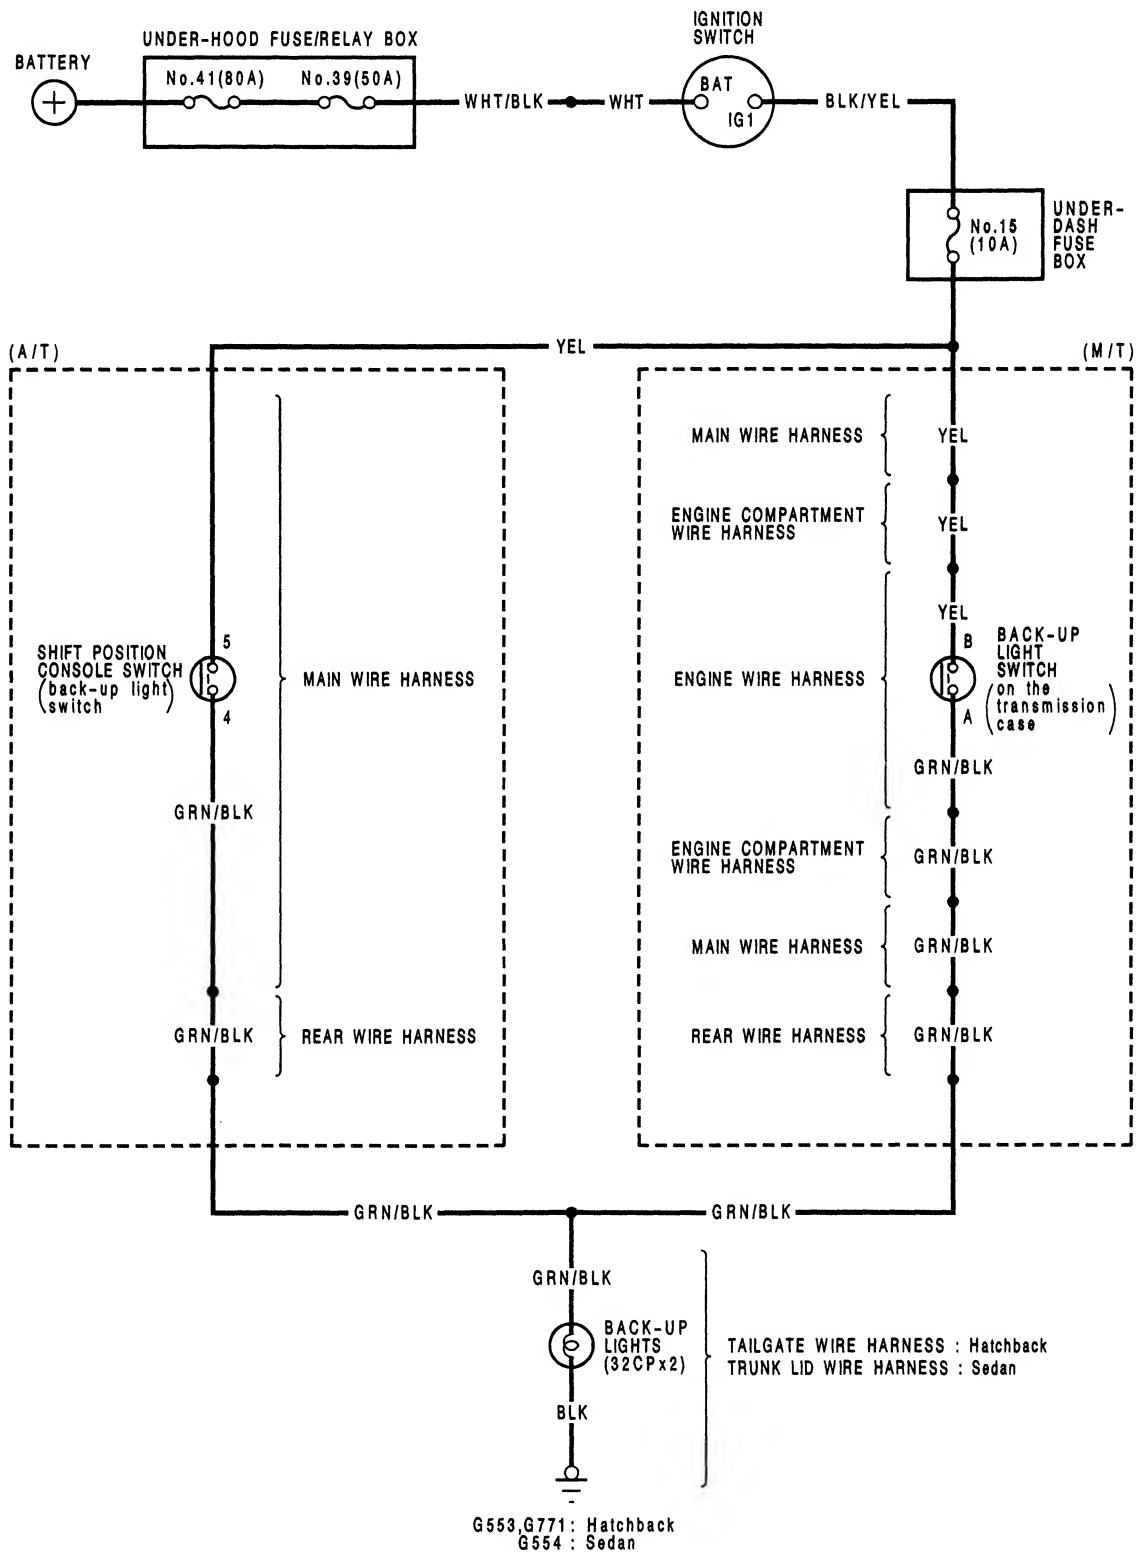 IGNITION
SWITCH
UNDER-HOOD FUSE/RELAY BOX
BATTERY
No.41(80A)
No.39(50A)
BAT
IG1
WHT/BLK
WHT
BLK/YEL
No.15
(10A)
UNDER-
DASH
FUSE
BOX
(A/T)
YEL
(M/T)
MAIN WIRE HARNESS
YEL
ENGINE COMPARTMENT
WIRE HARNESS
YEL
YEL
SHIFT POSITION
CONSOLE SWITCH
(back-up light)
switch
5
4
MAIN WIRE HARNESS
ENGINE WIRE HARNESS
B
A
BACK-UP
LIGHT
SWITCH
(on the
transmission)
case
GRN/BLK
GRN/BLK
ENGINE COMPARTMENT
WIRE HARNESS
GRN/BLK
MAIN WIRE HARNESS
GRN/BLK
GRN/BLK
REAR WIRE HARNESS
REAR WIRE HARNESS
GRN/BLK
GRN/BLK
GRN/BLK
GRN/BLK
BACK-UP
LIGHTS
(32CPx2)
TAILGATE WIRE HARNESS : Hatchback
TRUNK LID WIRE HARNESS : Sedan
BLK
G553,G771: Hatchback
G554 : Sedan